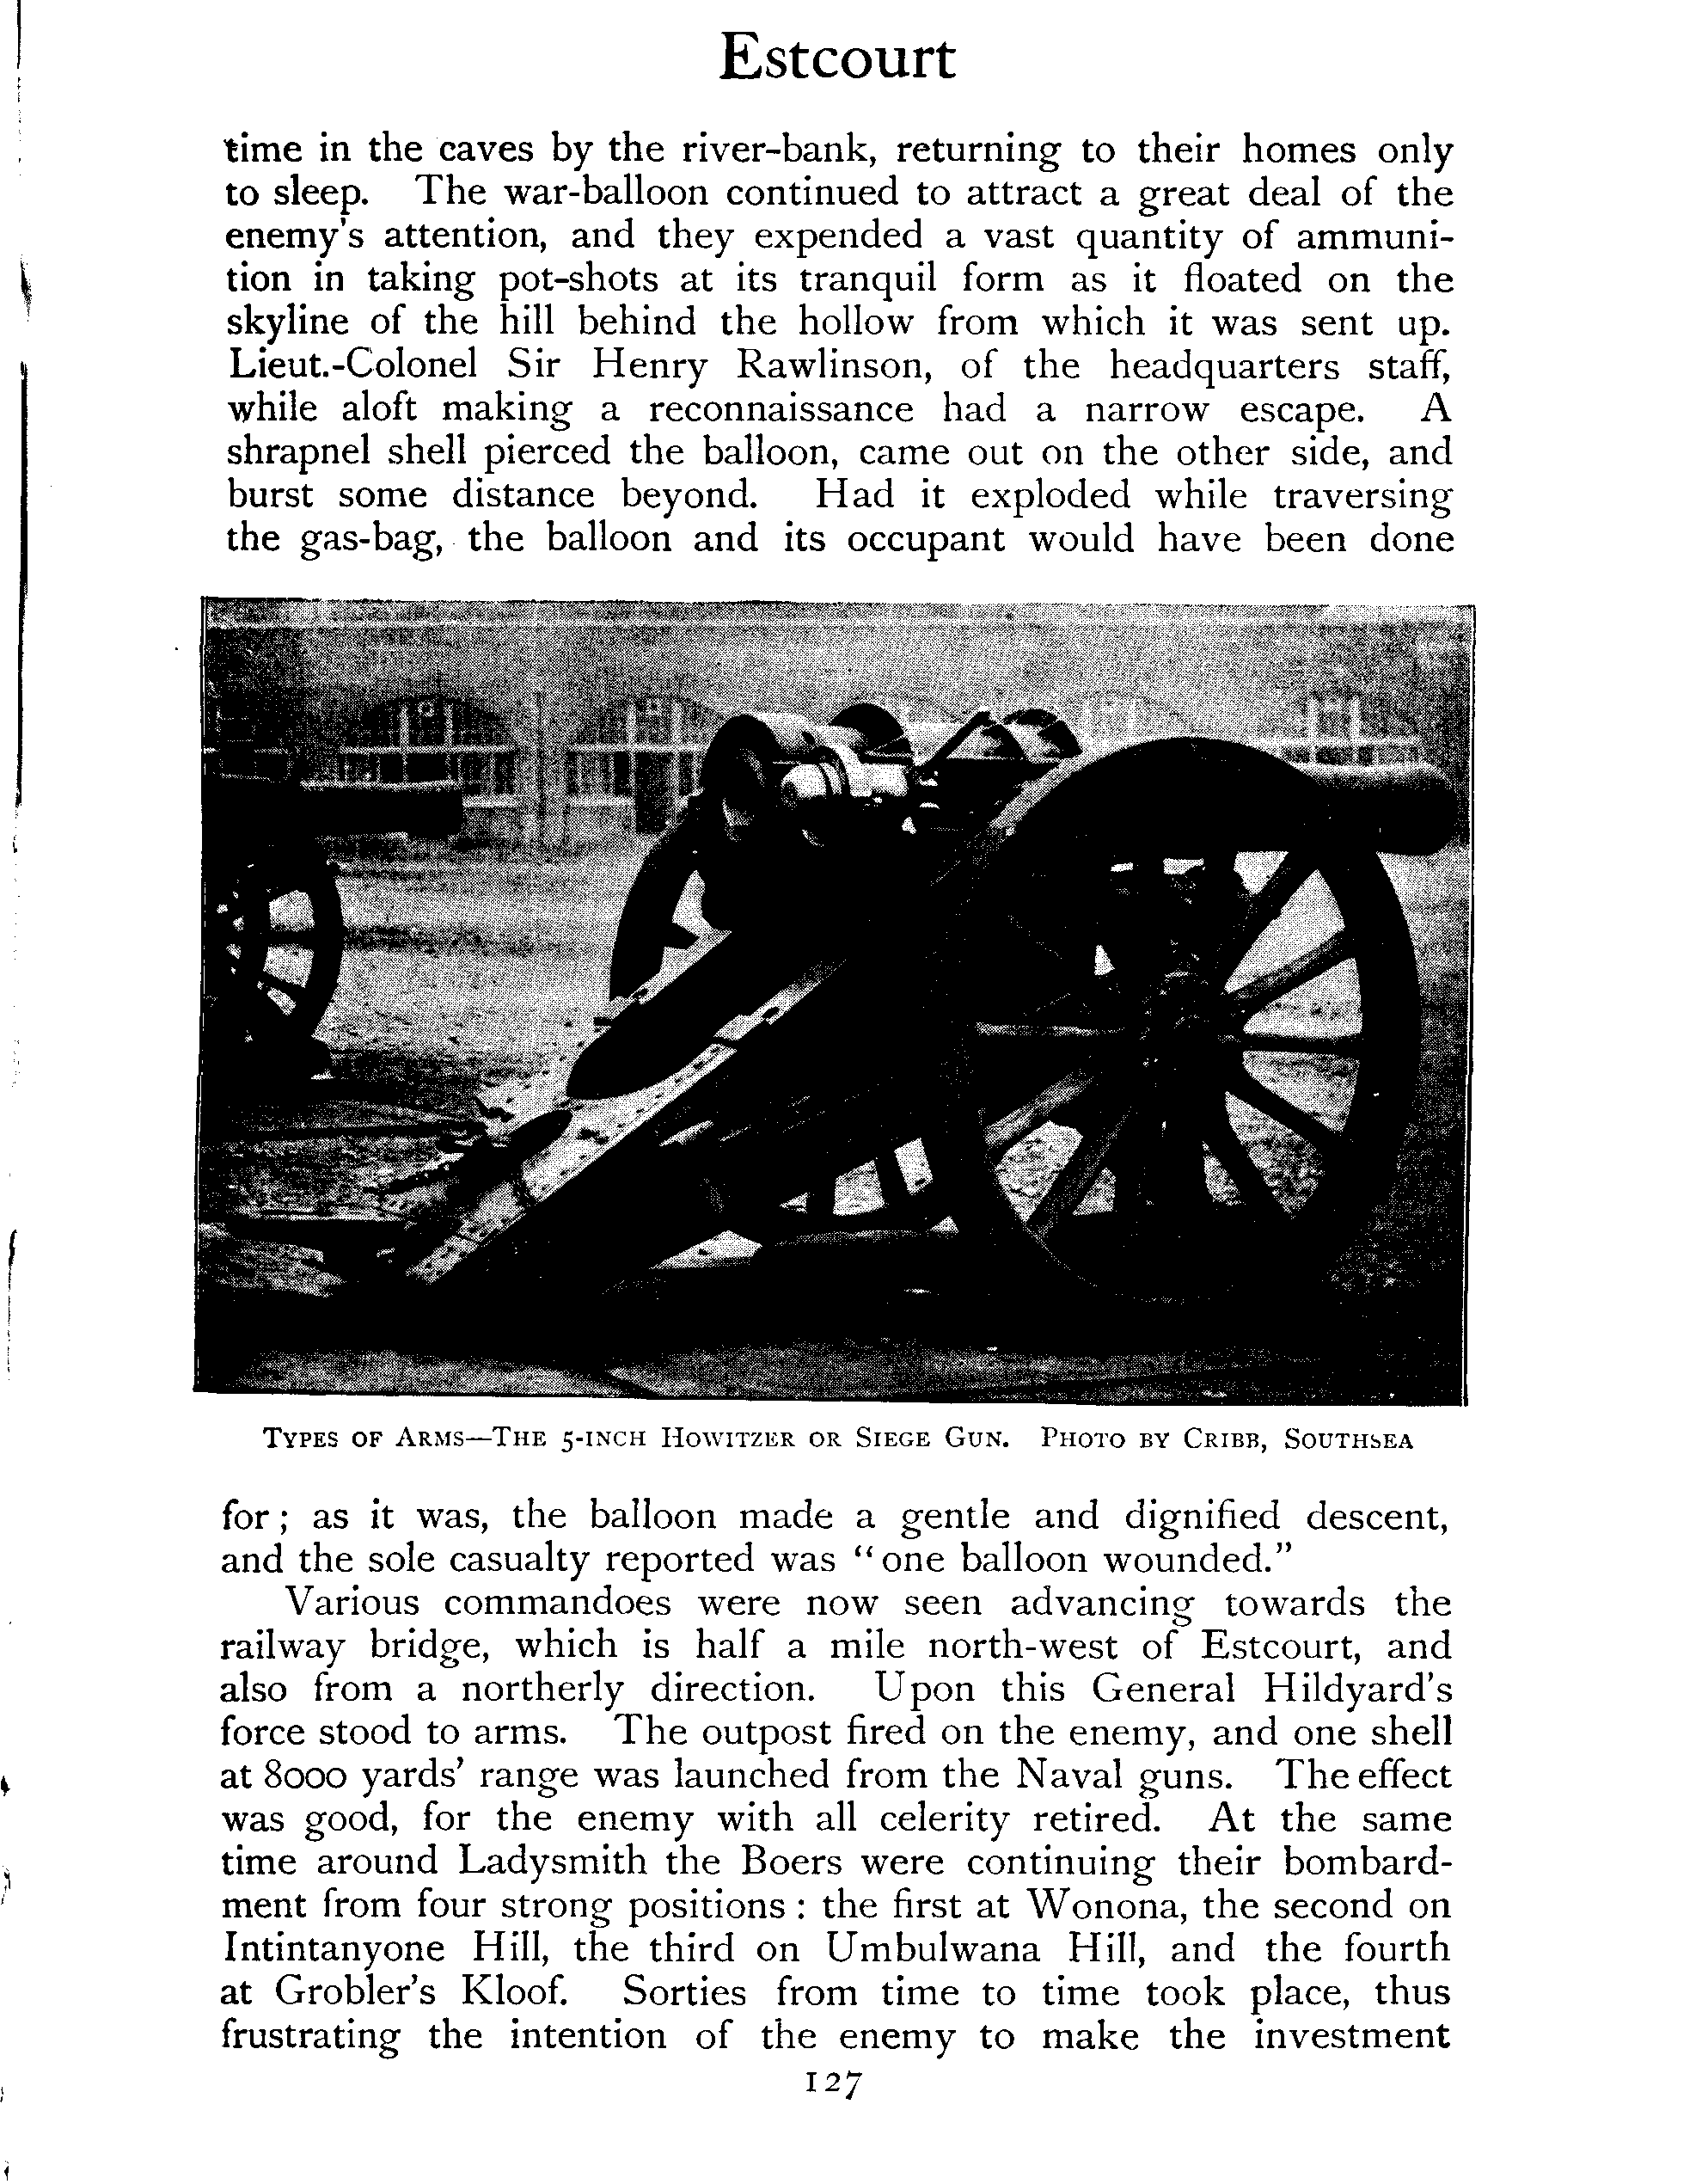 Estcourt
time in the caves by the river-bank, returning to their homes only
to sleep. The war-balloon continued to attract a great deal of the
enemy's attention, and they expended a vast quantity of ammuni-
tion in taking pot-shots at its tranquil form as it floated on the
skyline of the hill behind the hollow from which it was sent up.
Lieut.-Colonel Sir Henry Rawlinson, of the headquarters staff,
while aloft making a reconnaissance had a narrow escape. A
shrapnel shell pierced the balloon, came out on the other side, and
burst some distance beyond. Had it exploded while traversing
the gas-bag, the balloon and its occupant would have been done
Types of Arms—The 5-inch Howitzer or Siege Gun. Photo by Cribb, Southsea
for; as it was, the balloon made a gentle and dignified descent,
and the sole casualty reported was “one balloon wounded.”
Various commandoes were now seen advancing towards the
railway bridge, which is half a mile north-west of Estcourt, and
also from a northerly direction. Upon this General Hildyard's
force stood to arms. The outpost fired on the enemy, and one shell
at 8000 yards' range was launched from the Naval guns. The effect
was good, for the enemy with all celerity retired. At the same
time around Ladysmith the Boers were continuing their bombard-
ment from four strong positions: the first at Wonona, the second on
Intintanyone Hill, the third on Umbulwana Hill, and the fourth
at Grobler's Kloof. Sorties from time to time took place, thus
frustrating the intention of the enemy to make the investment
127